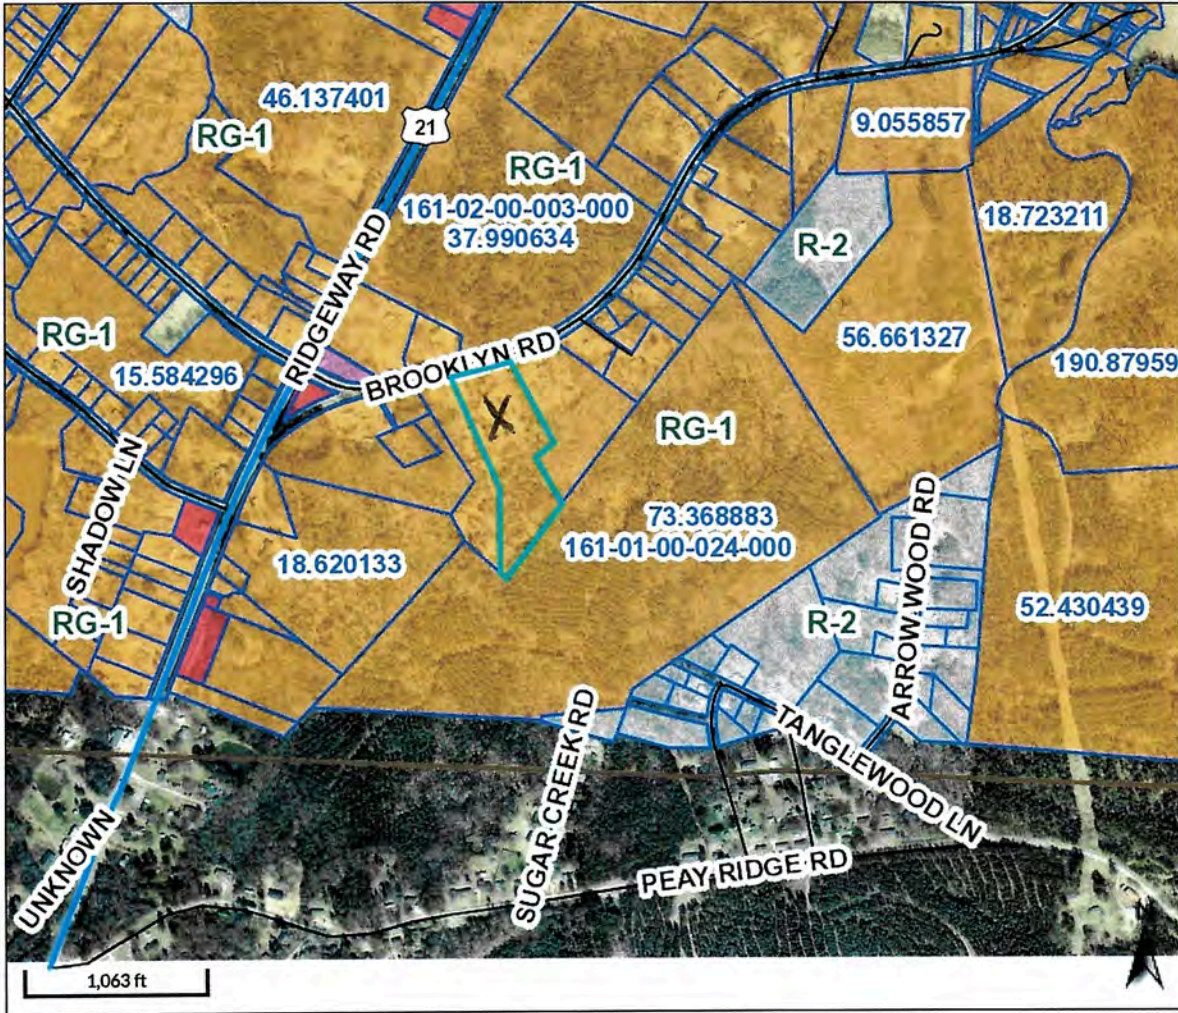 46.137401
RG-1
21
9.055857
RG-1
161-02-00-003-000
37.990634
18.723211
R-2
RIDGEWAY RD
RG-1
56.661327
190.87959
15.584296
BROOKLYN RD
X
RG-1
SHADOW LN
ARROW WOOD RD
73.368883
161-01-00-024-000
18.620133
RG-1
R-2
52.430439
SUGAR CREEK RD
TANGLEWOOD LN
UNKNOWN
PEAY RIDGE RD
1,063 ft